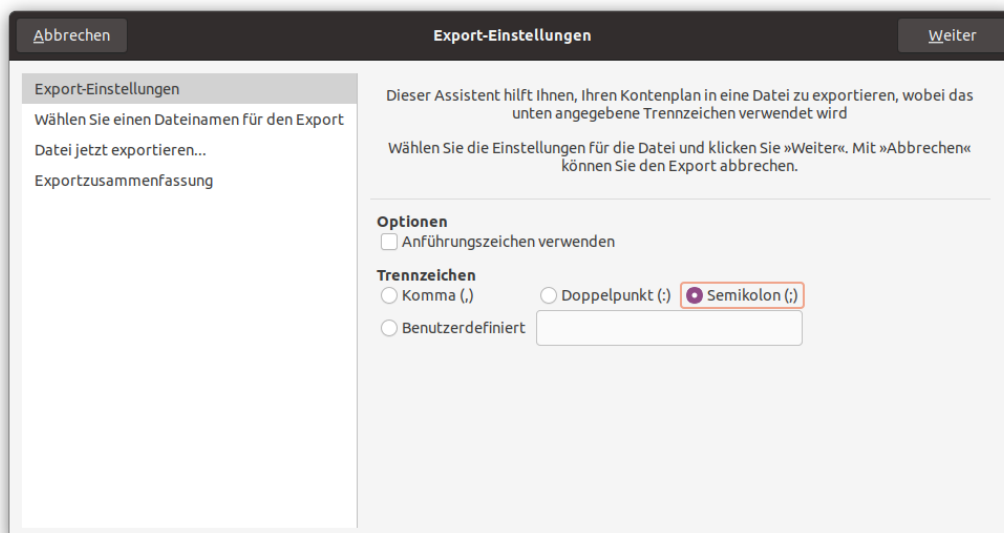 Abbrechen
Export-Einstellungen
Weiter
Export-Einstellungen
Wählen Sie einen Dateinamen für den Export
Datei jetzt exportieren...
Exportzusammenfassung
Dieser Assistent hilft Ihnen, Ihren Kontenplan in eine Datei zu exportieren, wobei das
unten angegebene Trennzeichen verwendet wird
Wählen Sie die Einstellungen für die Datei und klicken Sie »Weiter«. Mit »Abbrechen«
können Sie den Export abbrechen.
Optionen
Anführungszeichen verwenden
Trennzeichen
Komma (,)
Doppelpunkt (:)
Semikolon (;)
Benutzerdefiniert